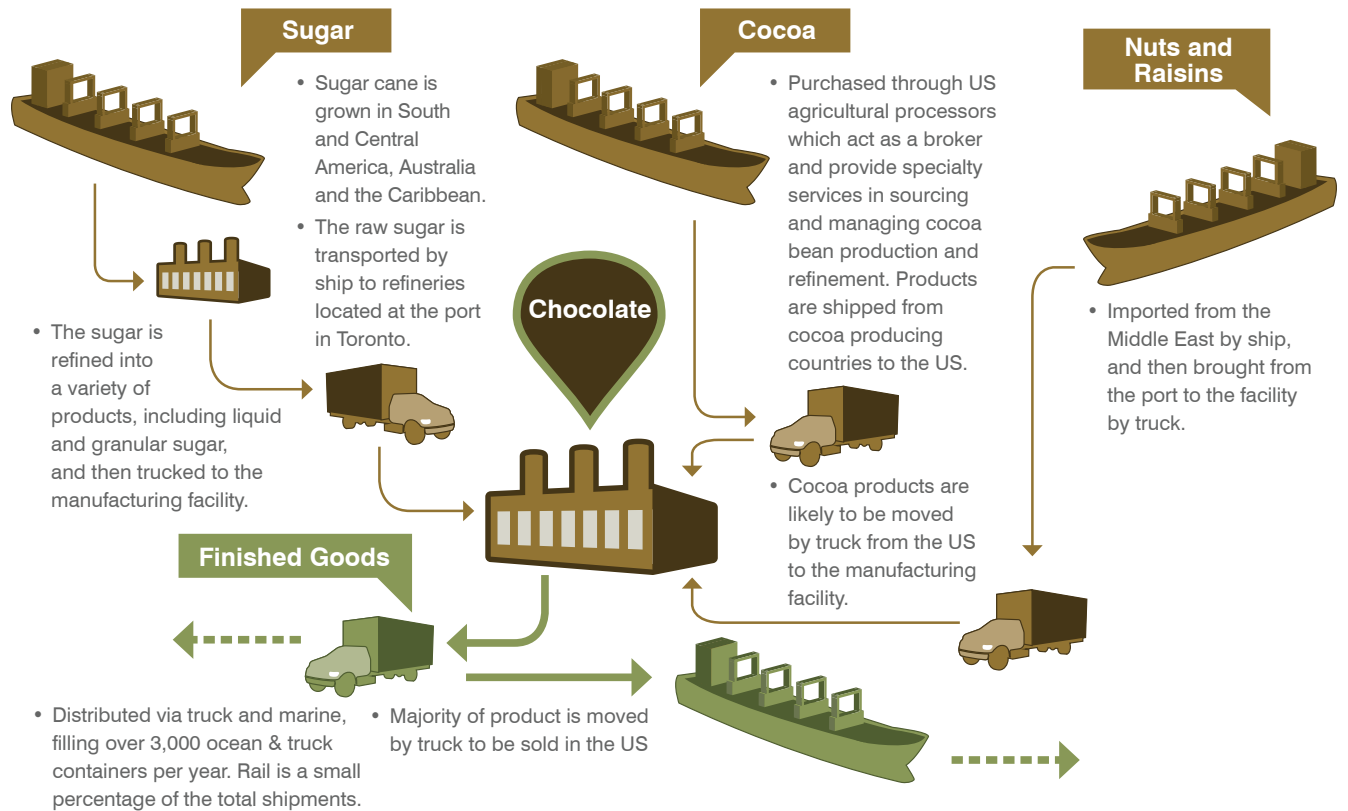 Sugar
• Sugar cane is
grown in South
and Central
America, Australia
and the Caribbean.
• The raw sugar is
transported by
ship to refineries
located at the port
in Toronto.
• The sugar is
refined into
a variety of
products, including liquid
and granular sugar,
and then trucked to the
manufacturing facility.
Cocoa
• Purchased through US
agricultural processors
which act as a broker
and provide specialty
services in sourcing
and managing cocoa
bean production and
refinement. Products
are shipped from
cocoa producing
countries to the US.
• Cocoa products are
likely to be moved
by truck from the US
to the manufacturing
facility.
Nuts and
Raisins
• Imported from the
Middle East by ship,
and then brought from
the port to the facility
by truck.
Chocolate
Finished Goods
• Distributed via truck and marine,
filling over 3,000 ocean & truck
containers per year. Rail is a small
percentage of the total shipments.
• Majority of product is moved
by truck to be sold in the US